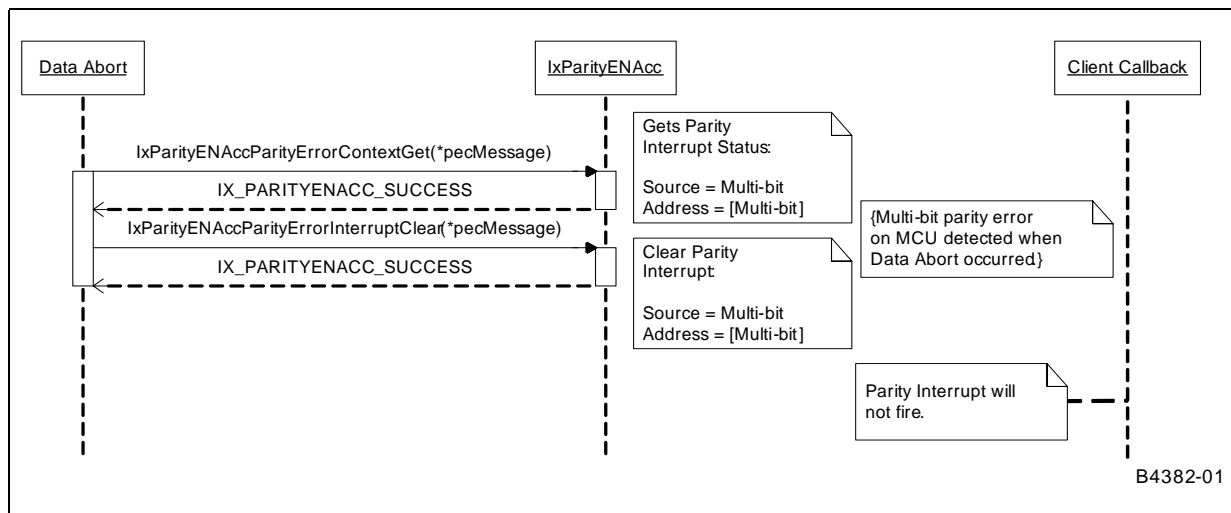 Data Abort
IxParityENAcc
Client Callback
IxParityENAccParityErrorContextGet(*pecMessage)
IX_PARITYENACC_SUCCESS
IxParityENAccParityErrorInterruptClear(*pecMessage)
IX_PARITYENACC_SUCCESS
Gets Parity
Interrupt Status:
Source = Multi-bit
Address = [Multi-bit]
{Multi-bit parity error
on MCU detected when
Data Abort occurred.}
Clear Parity
Interrupt:
Source = Multi-bit
Address = [Multi-bit]
Parity Interrupt will
not fire.
B4382-01